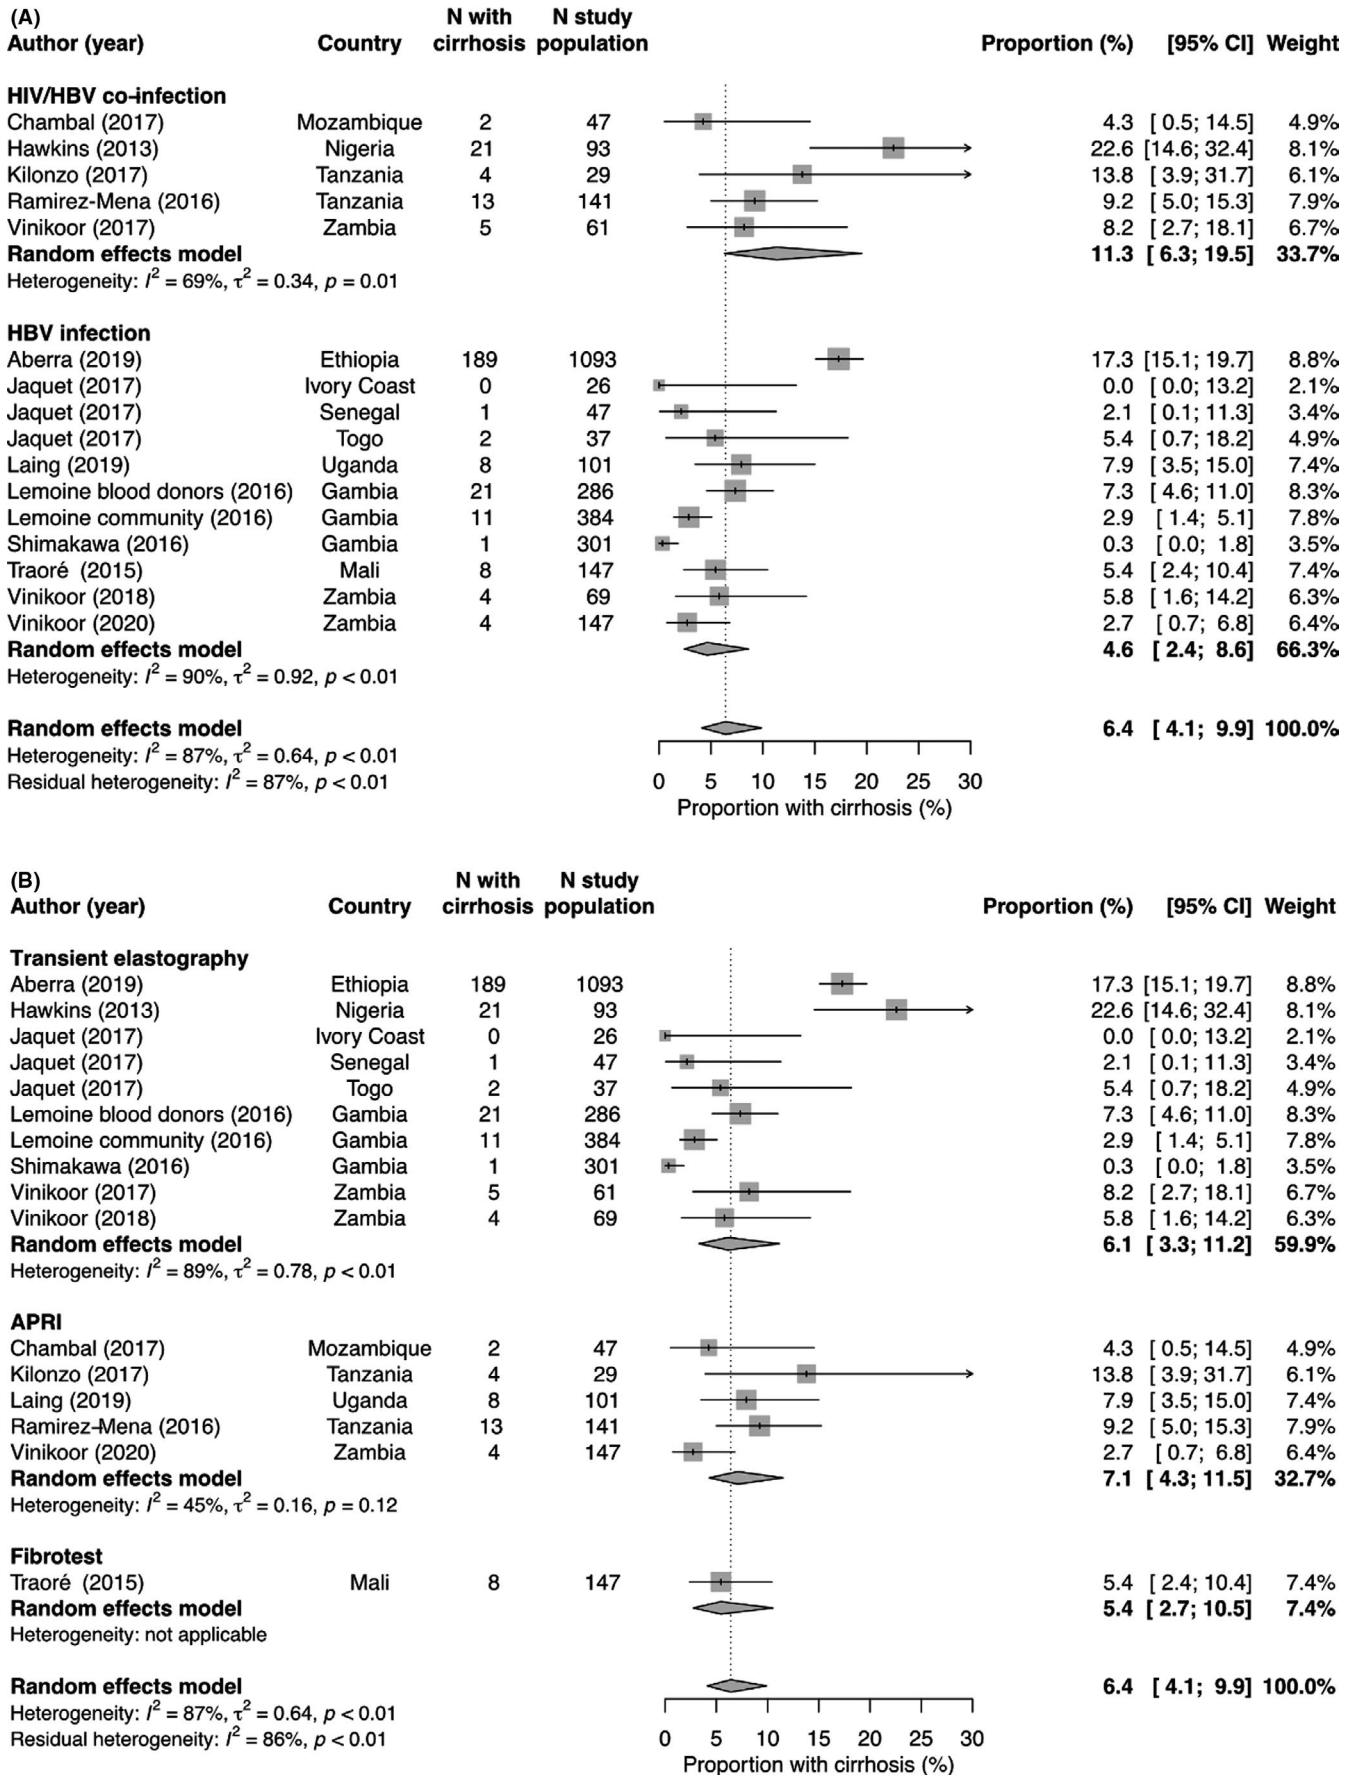 (A)
N with N study
Author (year) Country cirrhosis population Proportion (%) [95% CI] Weight
HIV/HBV co-infection
Chambal (2017) Mozambique 2 47 4.3 [ 0.5; 14.5] 4.9%
Hawkins (2013) Nigeria 21 93 22.6 [14.6; 32.4] 8.1%
Kilonzo (2017) Tanzania 4 29 13.8 [ 3.9; 31.7] 6.1%
Ramirez-Mena (2016) Tanzania 13 141 9.2 [ 5.0; 15.3] 7.9%
Vinikoor (2017) Zambia 5 61 8.2 [ 2.7; 18.1] 6.7%
Random effects model 11.3 [ 6.3; 19.5] 33.7%
Heterogeneity: I² = 69%, τ² = 0.34, p = 0.01
HBV infection
Aberra (2019) Ethiopia 189 1093 17.3 [15.1; 19.7] 8.8%
Jaquet (2017) Ivory Coast 0 26 0.0 [ 0.0; 13.2] 2.1%
Jaquet (2017) Senegal 1 47 2.1 [ 0.1; 11.3] 3.4%
Jaquet (2017) Togo 2 37 5.4 [ 0.7; 18.2] 4.9%
Laing (2019) Uganda 8 101 7.9 [ 3.5; 15.0] 7.4%
Lemoine blood donors (2016) Gambia 21 286 7.3 [ 4.6; 11.0] 8.3%
Lemoine community (2016) Gambia 11 384 2.9 [ 1.4; 5.1] 7.8%
Shimakawa (2016) Gambia 1 301 0.3 [ 0.0; 1.8] 3.5%
Traoré (2015) Mali 8 147 5.4 [ 2.4; 10.4] 7.4%
Vinikoor (2018) Zambia 4 69 5.8 [ 1.6; 14.2] 6.3%
Vinikoor (2020) Zambia 4 147 2.7 [ 0.7; 6.8] 6.4%
Random effects model 4.6 [ 2.4; 8.6] 66.3%
Heterogeneity: I² = 90%, τ² = 0.92, p < 0.01
Random effects model 6.4 [ 4.1; 9.9] 100.0%
Heterogeneity: I² = 87%, τ² = 0.64, p < 0.01
Residual heterogeneity: I² = 87%, p < 0.01
0 5 10 15 20 25 30
Proportion with cirrhosis (%)
(B)
N with N study
Author (year) Country cirrhosis population Proportion (%) [95% CI] Weight
Transient elastography
Aberra (2019) Ethiopia 189 1093 17.3 [15.1; 19.7] 8.8%
Hawkins (2013) Nigeria 21 93 22.6 [14.6; 32.4] 8.1%
Jaquet (2017) Ivory Coast 0 26 0.0 [ 0.0; 13.2] 2.1%
Jaquet (2017) Senegal 1 47 2.1 [ 0.1; 11.3] 3.4%
Jaquet (2017) Togo 2 37 5.4 [ 0.7; 18.2] 4.9%
Lemoine blood donors (2016) Gambia 21 286 7.3 [ 4.6; 11.0] 8.3%
Lemoine community (2016) Gambia 11 384 2.9 [ 1.4; 5.1] 7.8%
Shimakawa (2016) Gambia 1 301 0.3 [ 0.0; 1.8] 3.5%
Vinikoor (2017) Zambia 5 61 8.2 [ 2.7; 18.1] 6.7%
Vinikoor (2018) Zambia 4 69 5.8 [ 1.6; 14.2] 6.3%
Random effects model 6.1 [ 3.3; 11.2] 59.9%
Heterogeneity: I² = 89%, τ² = 0.78, p < 0.01
APRI
Chambal (2017) Mozambique 2 47 4.3 [ 0.5; 14.5] 4.9%
Kilonzo (2017) Tanzania 4 29 13.8 [ 3.9; 31.7] 6.1%
Laing (2019) Uganda 8 101 7.9 [ 3.5; 15.0] 7.4%
Ramirez-Mena (2016) Tanzania 13 141 9.2 [ 5.0; 15.3] 7.9%
Vinikoor (2020) Zambia 4 147 2.7 [ 0.7; 6.8] 6.4%
Random effects model 7.1 [ 4.3; 11.5] 32.7%
Heterogeneity: I² = 45%, τ² = 0.16, p = 0.12
Fibrotest
Traoré (2015) Mali 8 147 5.4 [ 2.4; 10.4] 7.4%
Random effects model 5.4 [ 2.7; 10.5] 7.4%
Heterogeneity: not applicable
Random effects model 6.4 [ 4.1; 9.9] 100.0%
Heterogeneity: I² = 87%, τ² = 0.64, p < 0.01
Residual heterogeneity: I² = 86%, p < 0.01
0 5 10 15 20 25 30
Proportion with cirrhosis (%)